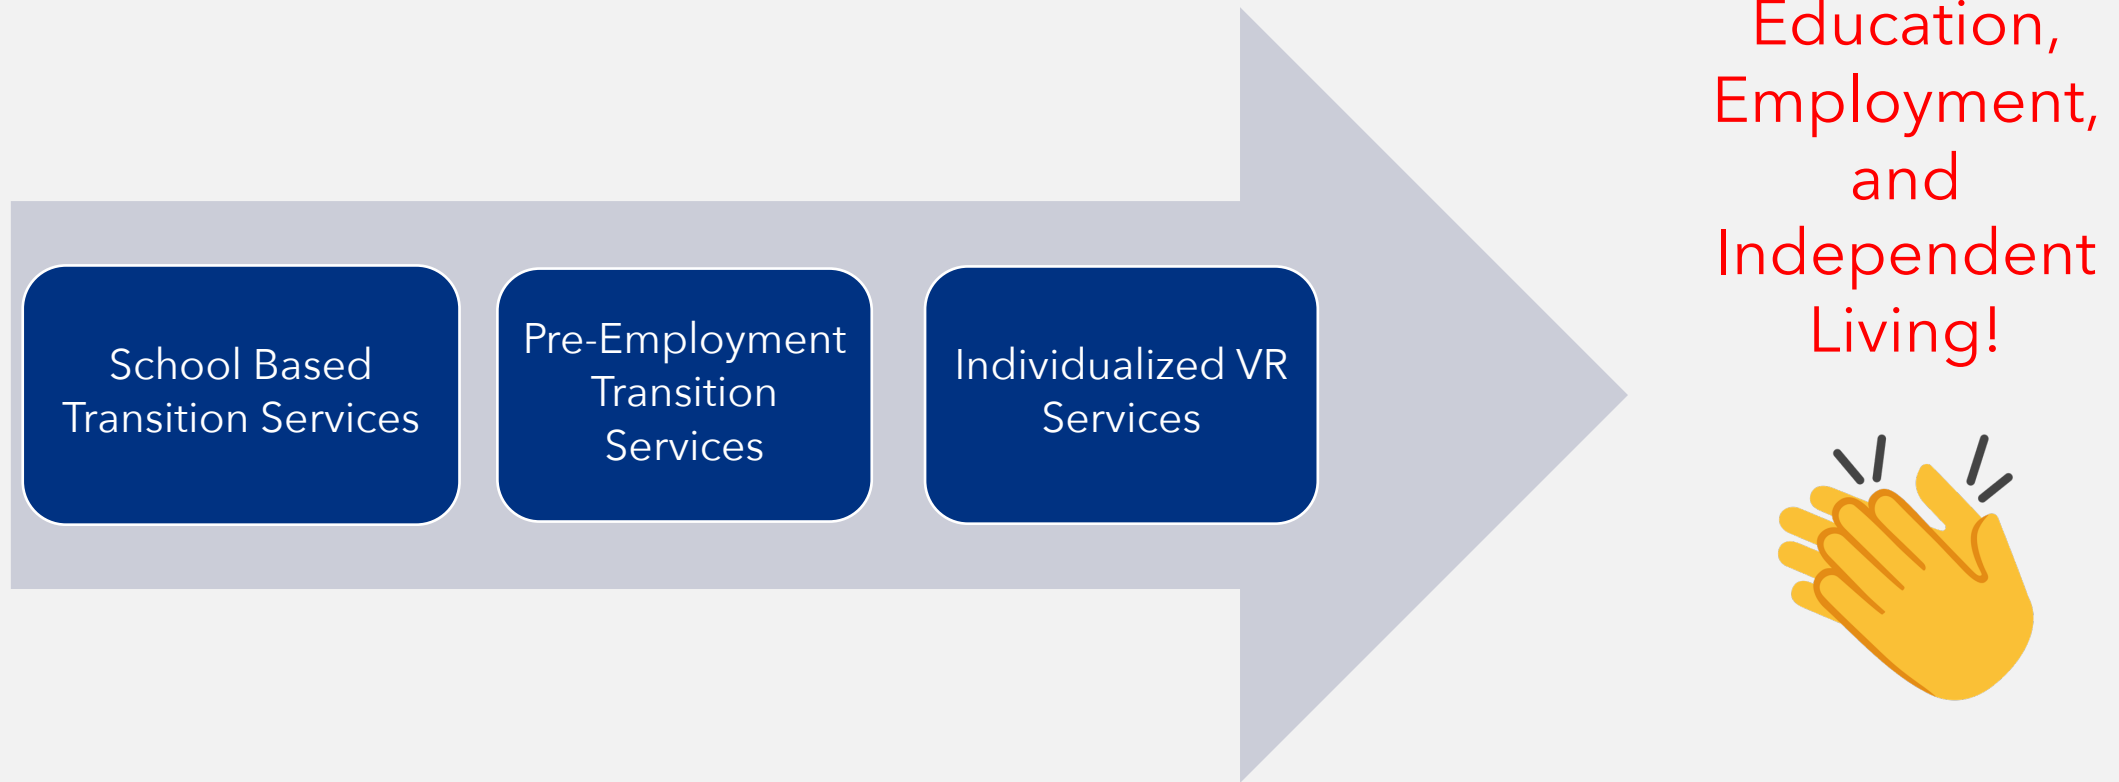 School Based
Transition Services
Pre-Employment
Transition
Services
Individualized VR
Services
Education,
Employment,
and
Independent
Living!